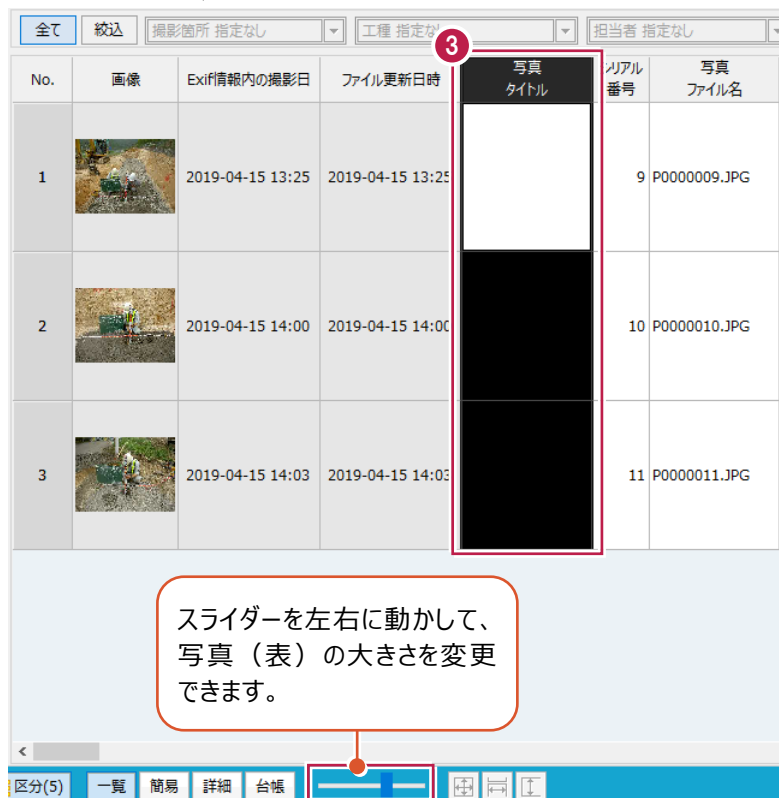 全て 絞込 撮影箇所 指定なし 工種 指定な 担当者 指定なし
3
No. 画像 Exif情報内の撮影日 ファイル更新日時 写真 タイトル リアル 番号 写真 ファイル名
1 2019-04-15 13:25 2019-04-15 13:25 9 P0000009.JPG
2 2019-04-15 14:00 2019-04-15 14:00 10 P0000010.JPG
3 2019-04-15 14:03 2019-04-15 14:03 11 P0000011.JPG
スライダーを左右に動かして、
写真（表）の大きさを変更
できます。
区分(5) 一覧 簡易 詳細 台帳